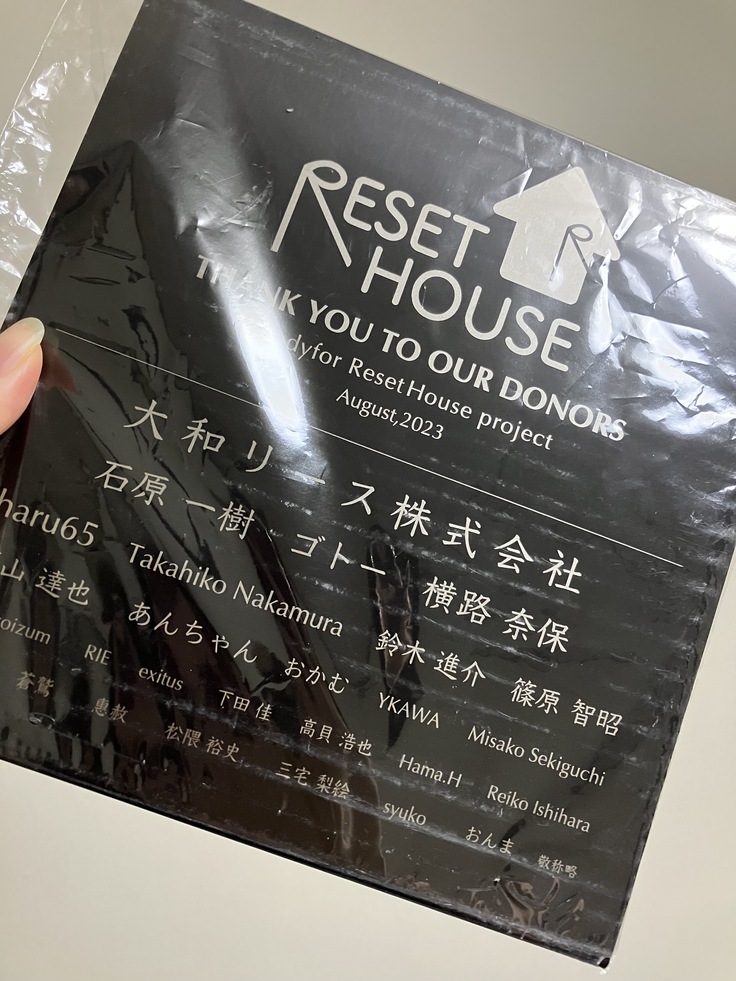 RESET
HOUSE
R
THANK YOU TO OUR DONORS
dyfor ResetHouse project
August,2023
大和リース株式会社
石原 一樹 ゴトー 横路 奈保
haru65 Takahiko Nakamura 鈴木 進介 篠原 智昭
山 達也 あんちゃん おかむ YKAWA Misako Sekiguchi
oizum RIE exitus 下田 佳 高貝 浩也 Hama.H Reiko Ishihara
蒼鷲 恵赦 松隈 裕史 三宅 梨絵 syuko おんま 敬称略